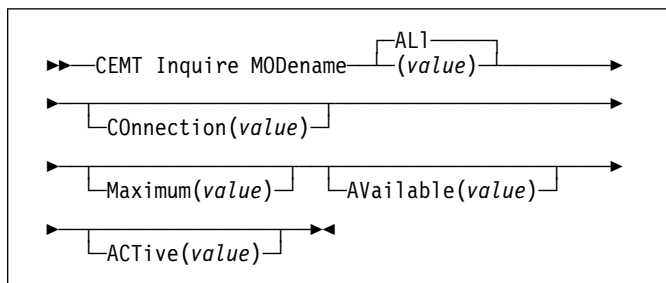 ALl
CEMT Inquire MODename (value)
COnnection(value)
Maximum(value) AVailable(value)
ACTive(value)